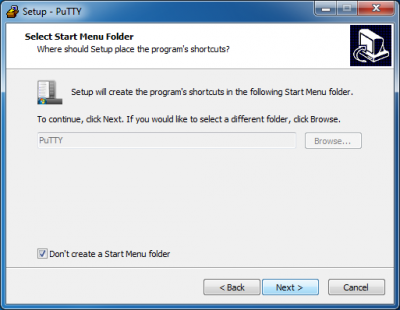 Setup - PuTTY
Select Start Menu Folder
Where should Setup place the program's shortcuts?
Setup will create the program's shortcuts in the following Start Menu folder.
To continue, click Next. If you would like to select a different folder, click Browse.
PuTTY
Browse...
Don't create a Start Menu folder
< Back
Next >
Cancel